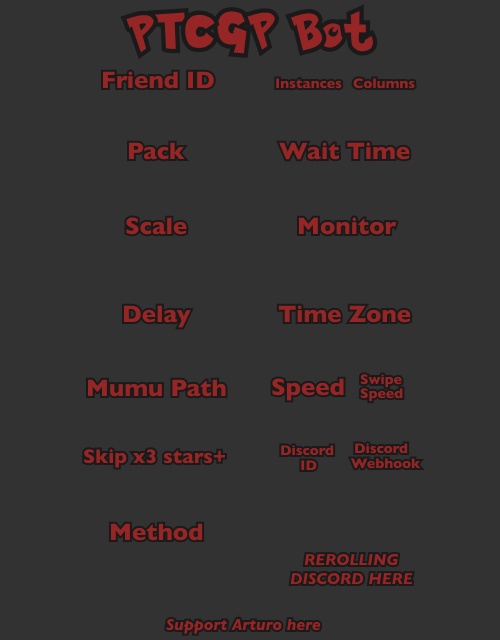 PTCGP Bot
Friend ID
Instances Columns
Pack
Wait Time
Scale
Monitor
Delay
Time Zone
Mumu Path
Speed
Swipe
Speed
Skip x3 stars+
Discord
ID
Discord
Webhook
Method
REROLLING
DISCORD HERE
Support Arturo here